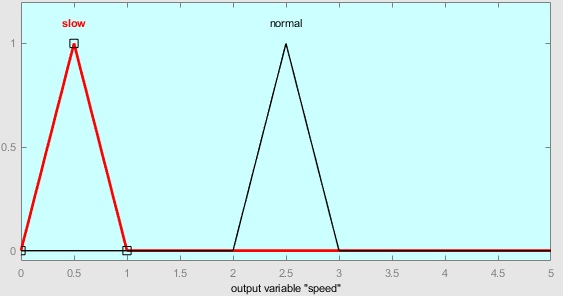 slow normal
1
0.5
0
0 0.5 1 1.5 2 2.5 3 3.5 4 4.5 5
output variable "speed"